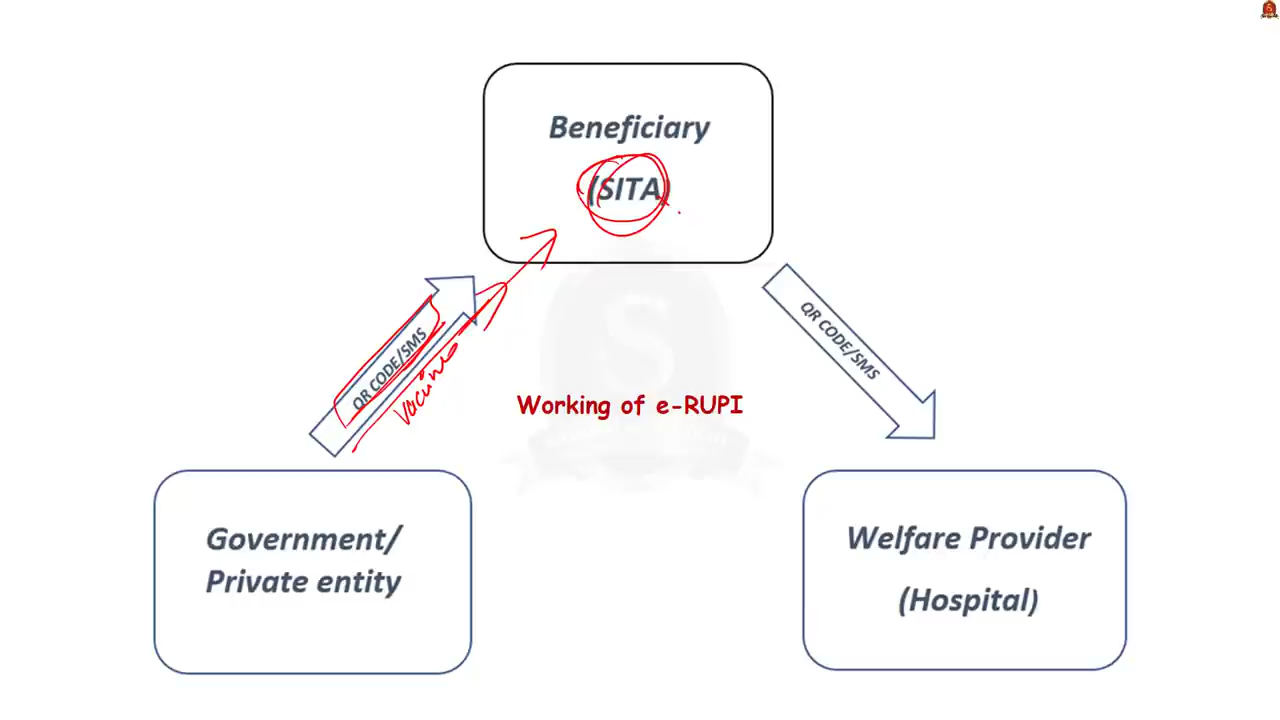 Beneficiary
(SITA)
QR CODE/SMS
vaccine
QR CODE/SMS
Working of e-RUPI
Government/
Private entity
Welfare Provider
(Hospital)